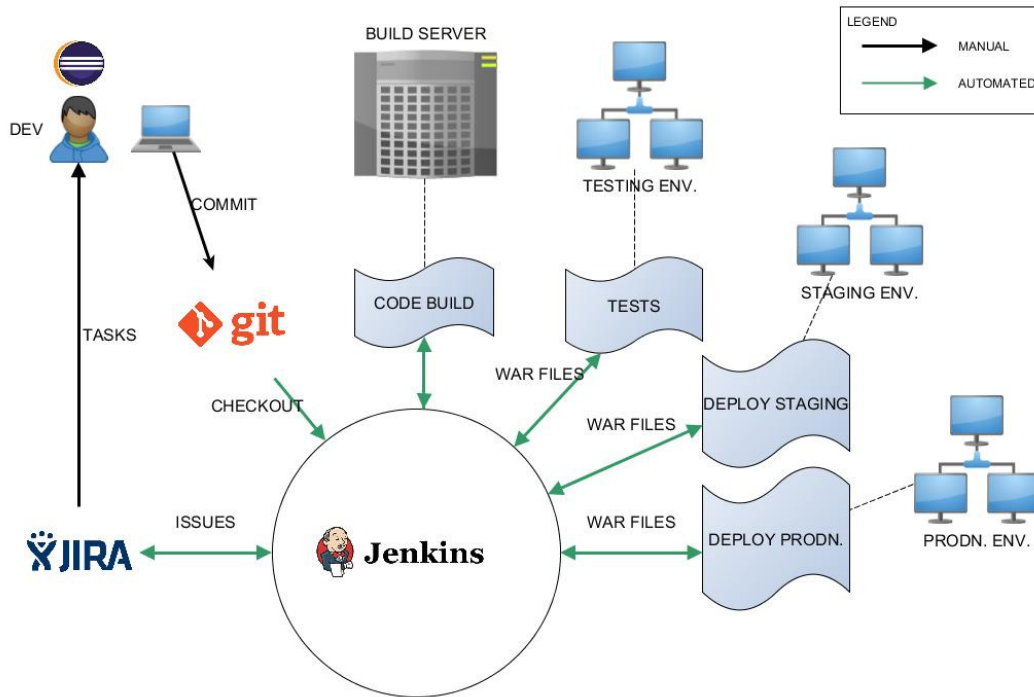 LEGEND
MANUAL
AUTOMATED
BUILD SERVER
DEV
COMMIT
TESTING ENV.
STAGING ENV.
CODE BUILD
TESTS
git
TASKS
WAR FILES
CHECKOUT
DEPLOY STAGING
WAR FILES
ISSUES
JIRA
Jenkins
WAR FILES
DEPLOY PRODN.
PRODN. ENV.